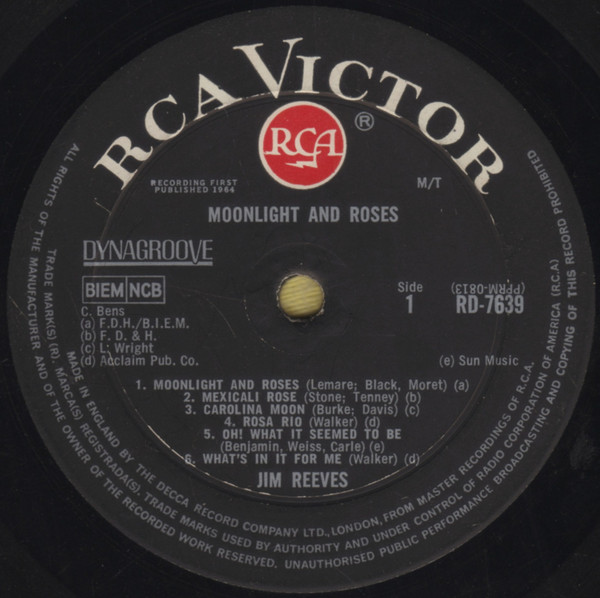 RCA VICTOR
RCA
®
RECORDING FIRST
PUBLISHED 1964
M/T
MOONLIGHT AND ROSES
DYNAGROOVE
BIEM NCB
Side
1
(PPRM-0813)
RD-7639
C. Bens
(a) F.D.H./B.I.E.M.
(b) F. D. & H.
(c) L. Wright
(d) Acclaim Pub. Co.
(e) Sun Music
1. MOONLIGHT AND ROSES (Lemare; Black, Moret) (a)
2. MEXICALI ROSE (Stone; Tenney) (b)
3. CAROLINA MOON (Burke; Davis) (c)
4. ROSA RIO (Walker) (d)
5. OH! WHAT IT SEEMED TO BE
(Benjamin, Weiss, Carle) (e)
6. WHAT'S IN IT FOR ME (Walker) (d)
JIM REEVES
MADE IN ENGLAND BY THE DECCA RECORD COMPANY LTD., LONDON, FROM MASTER RECORDINGS OF R.C.A.
TRADE MARK(S) (R). MARCA(S) REGISTRADA(S). TRADE MARKS USED BY AUTHORITY AND UNDER CONTROL OF RADIO CORPORATION OF AMERICA (R.C.A.)
ALL RIGHTS OF THE MANUFACTURER AND OF THE OWNER OF THE RECORDED WORK RESERVED. UNAUTHORISED PUBLIC PERFORMANCE BROADCASTING AND COPYING OF THIS RECORD PROHIBITED